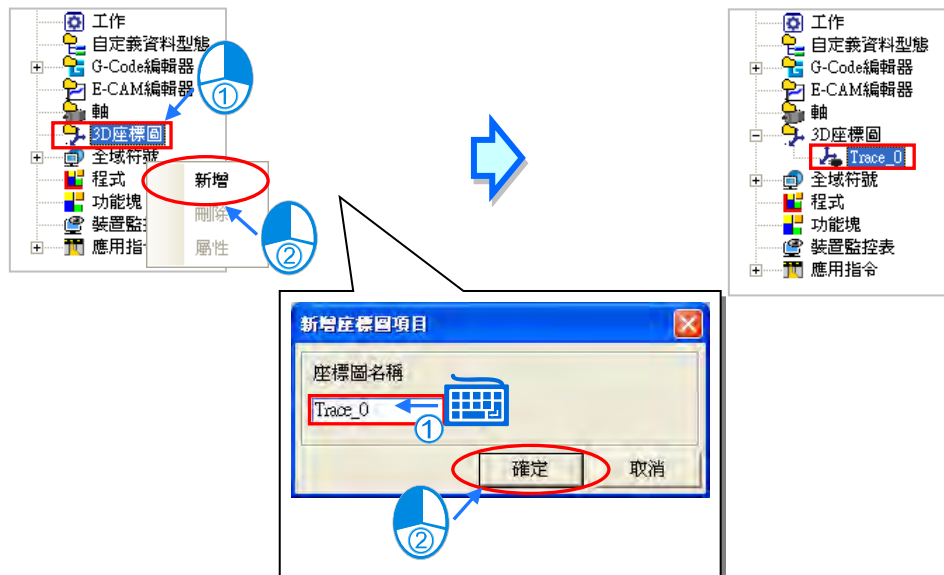 工作
自定義資料型態
G-Code編輯器
E-CAM編輯器
軸
3D座標圖
全域符號
程式
功能塊
裝置監
應用指
①
新增
刪除
屬性
②
新增座標圖項目
座標圖名稱
Trace_0
①
確定
取消
②
工作
自定義資料型態
G-Code編輯器
E-CAM編輯器
軸
3D座標圖
Trace_0
全域符號
程式
功能塊
裝置監控表
應用指令